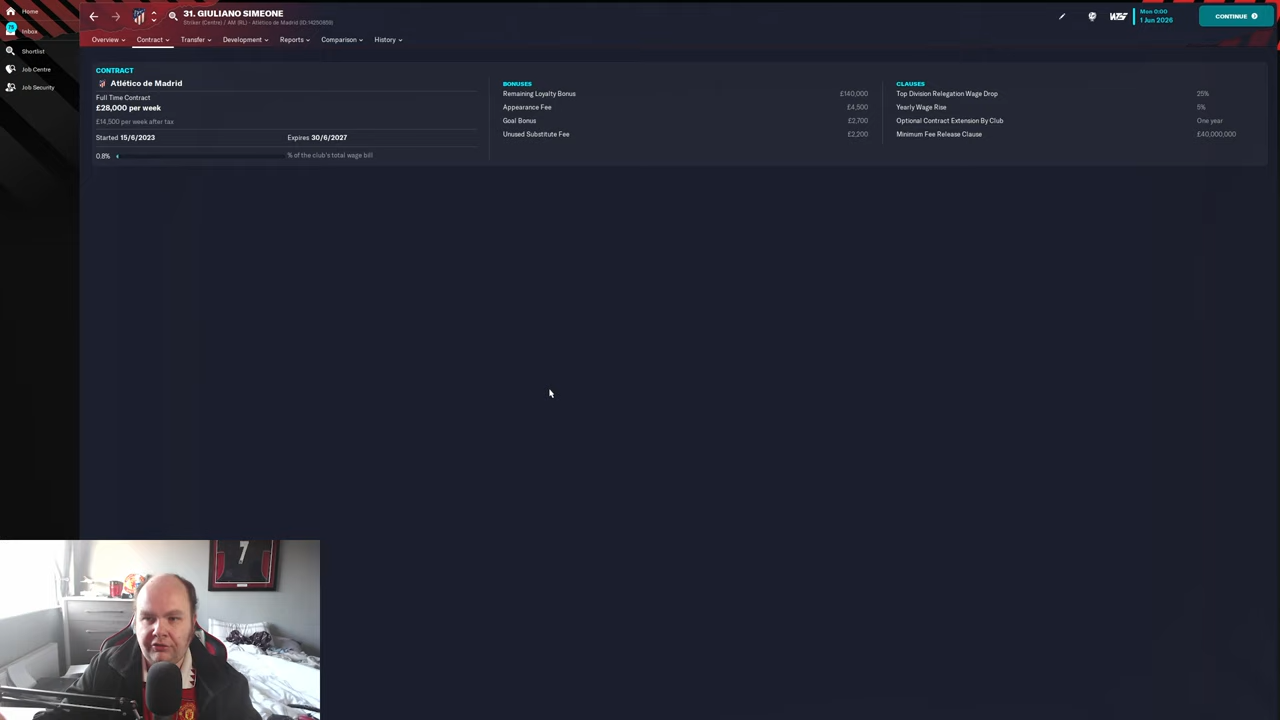 Home
31. GIULIANO SIMEONE
Striker (Centre) / AM (RL) - Atlético de Madrid (ID:14250859)
Mon 0:00
1 Jun 2026
CONTINUE
Inbox
Shortlist
Job Centre
Job Security
Overview Contract Transfer Development Reports Comparison History
CONTRACT
Atlético de Madrid
Full Time Contract
£28,000 per week
£14,500 per week after tax
Started 15/6/2023 Expires 30/6/2027
0.8% % of the club's total wage bill
BONUSES
Remaining Loyalty Bonus £140,000
Appearance Fee £4,500
Goal Bonus £2,700
Unused Substitute Fee £2,200
CLAUSES
Top Division Relegation Wage Drop 25%
Yearly Wage Rise 5%
Optional Contract Extension By Club One year
Minimum Fee Release Clause £40,000,000
7